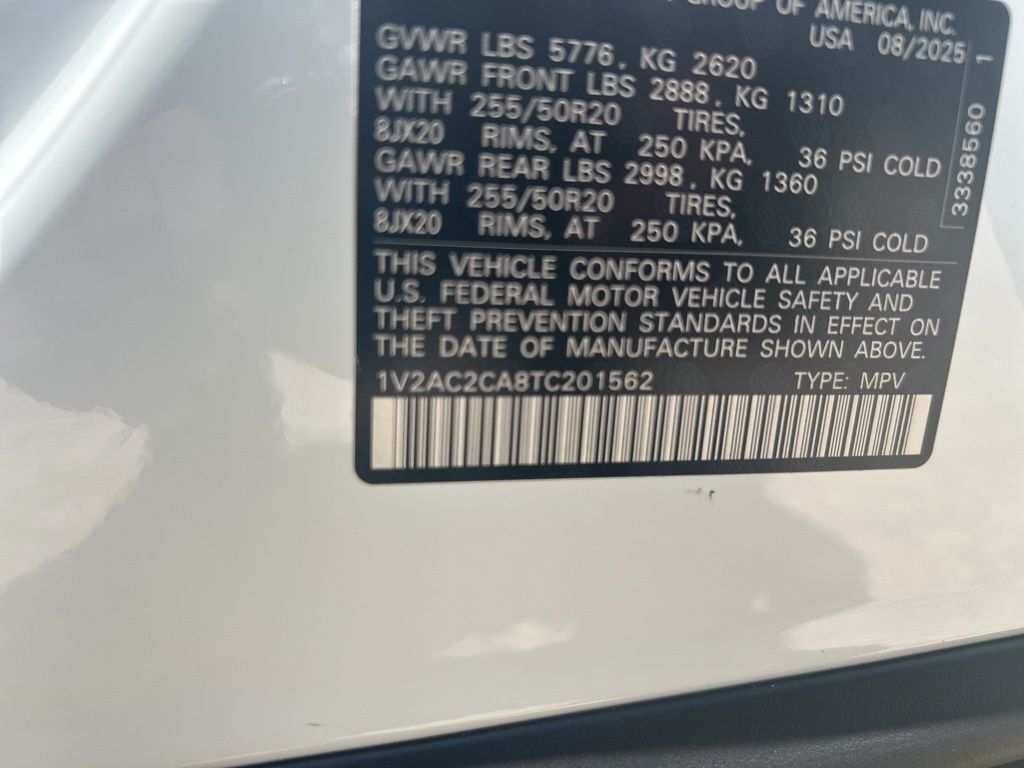 GROUP OF AMERICA, INC.
USA 08/2025
GVWR LBS 5776. KG 2620
GAWR FRONT LBS 2888. KG 1310
WITH 255/50R20 TIRES,
8JX20 RIMS, AT 250 KPA, 36 PSI COLD
GAWR REAR LBS 2998. KG 1360
WITH 255/50R20 TIRES,
8JX20 RIMS, AT 250 KPA, 36 PSI COLD
THIS VEHICLE CONFORMS TO ALL APPLICABLE
U.S. FEDERAL MOTOR VEHICLE SAFETY AND
THEFT PREVENTION STANDARDS IN EFFECT ON
THE DATE OF MANUFACTURE SHOWN ABOVE.
1V2AC2CA8TC201562 TYPE: MPV
3338560
1